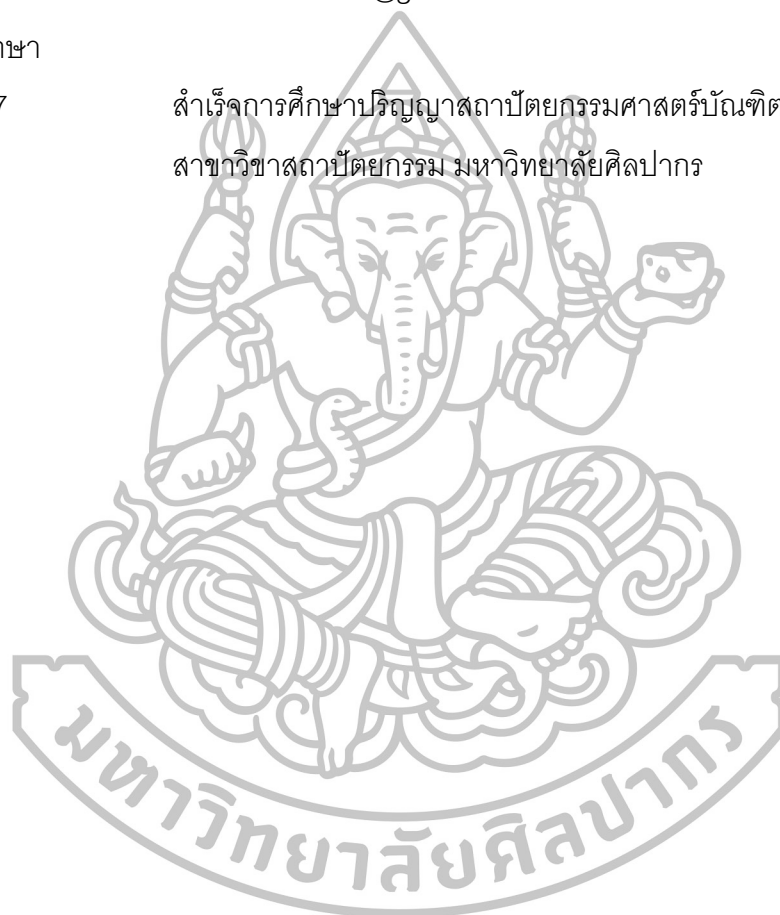 สำเร็จการศึกษาปริญญาสถาปัตยกรรมศาสตร์บัณฑิต
สาขาวิชาสถาปัตยกรรม มหาวิทยาลัยศิลปากร
มหาวิทยาลัยศิลปากร